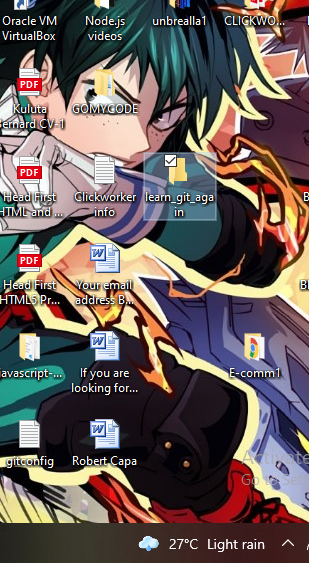 Oracle VM
VirtualBox
Node.js
videos
unbrealla1
CLICKWO...
PDF
Kuluta
Bernard CV-1
GOMYCODE
PDF
Head First
HTML and ...
Clickworker
info
learn_git_aga
in
PDF
Head First
HTML5 Pr...
Your email
address B...
javascript-...
If you are
looking for...
E-comm1
gitconfig
Robert Capa
Activate
Go to Se
27°C Light rain